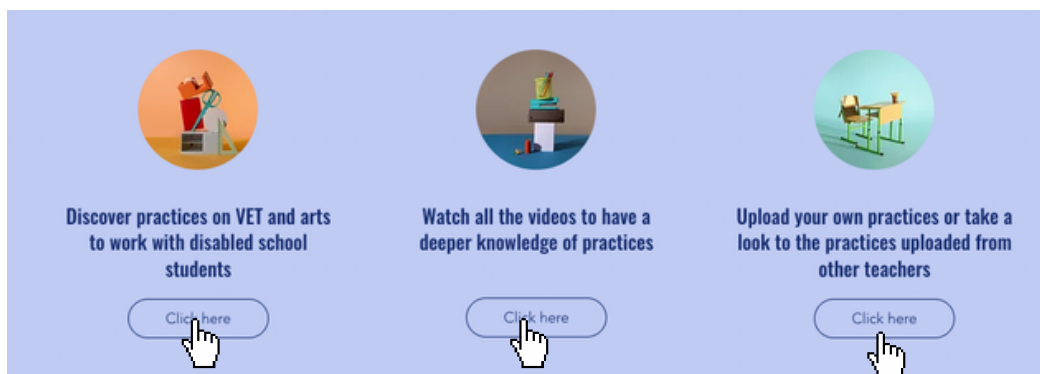 Discover practices on VET and arts
to work with disabled school
students
Click here
Watch all the videos to have a
deeper knowledge of practices
Click here
Upload your own practices or take a
look to the practices uploaded from
other teachers
Click here